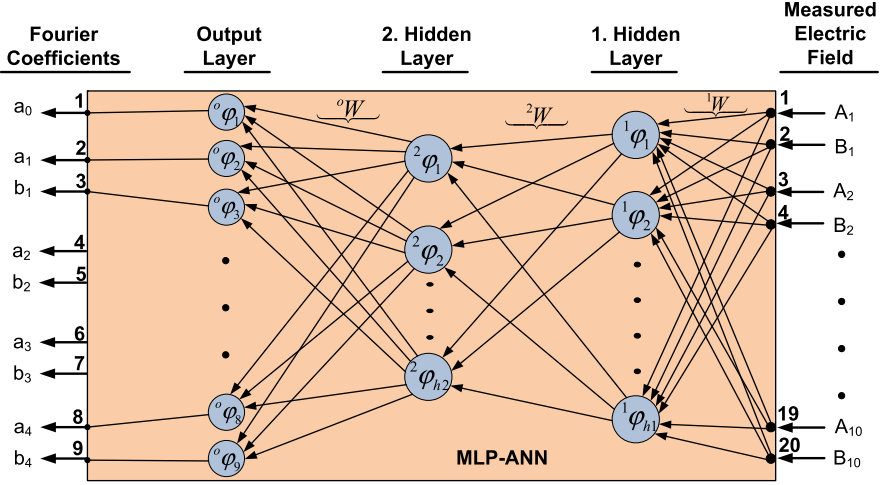 Fourier
Coefficients
Output
Layer
2. Hidden
Layer
1. Hidden
Layer
Measured
Electric
Field
ᵒW
²W
¹W
a₀
1
ᵒφ₁
²φ₁
¹φ₁
1
A₁
2
B₁
a₁
2
ᵒφ₂
b₁
3
ᵒφ₃
3
A₂
¹φ₂
4
B₂
a₂
4
²φ₂
b₂
5
a₃
6
b₃
7
²φₕ₂
a₄
8
ᵒφ₈
¹φₕ₁
19
A₁₀
b₄
9
ᵒφ₉
MLP-ANN
20
B₁₀